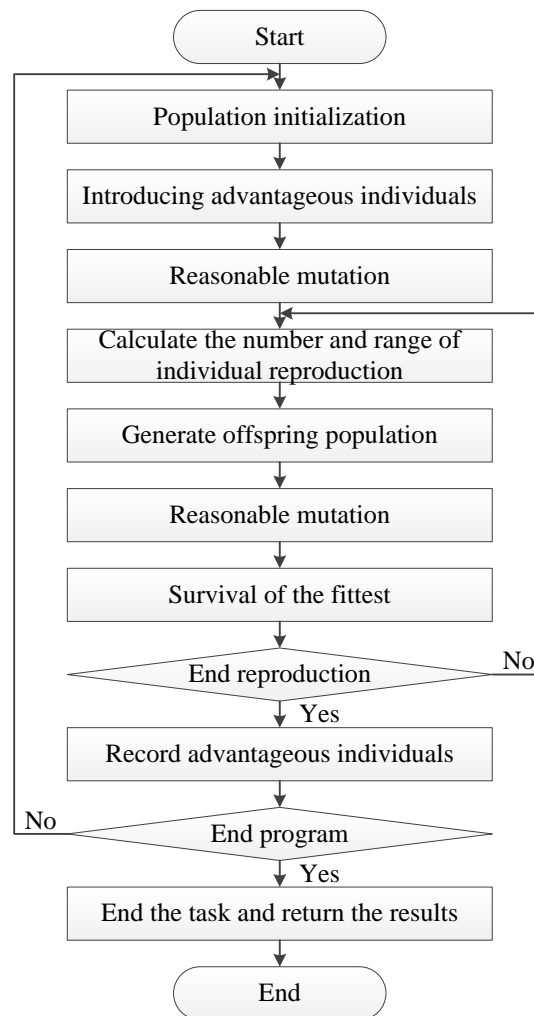 Start
Population initialization
Introducing advantageous individuals
Reasonable mutation
Calculate the number and range of
individual reproduction
Generate offspring population
Reasonable mutation
Survival of the fittest
End reproduction
No
Yes
Record advantageous individuals
No
End program
Yes
End the task and return the results
End